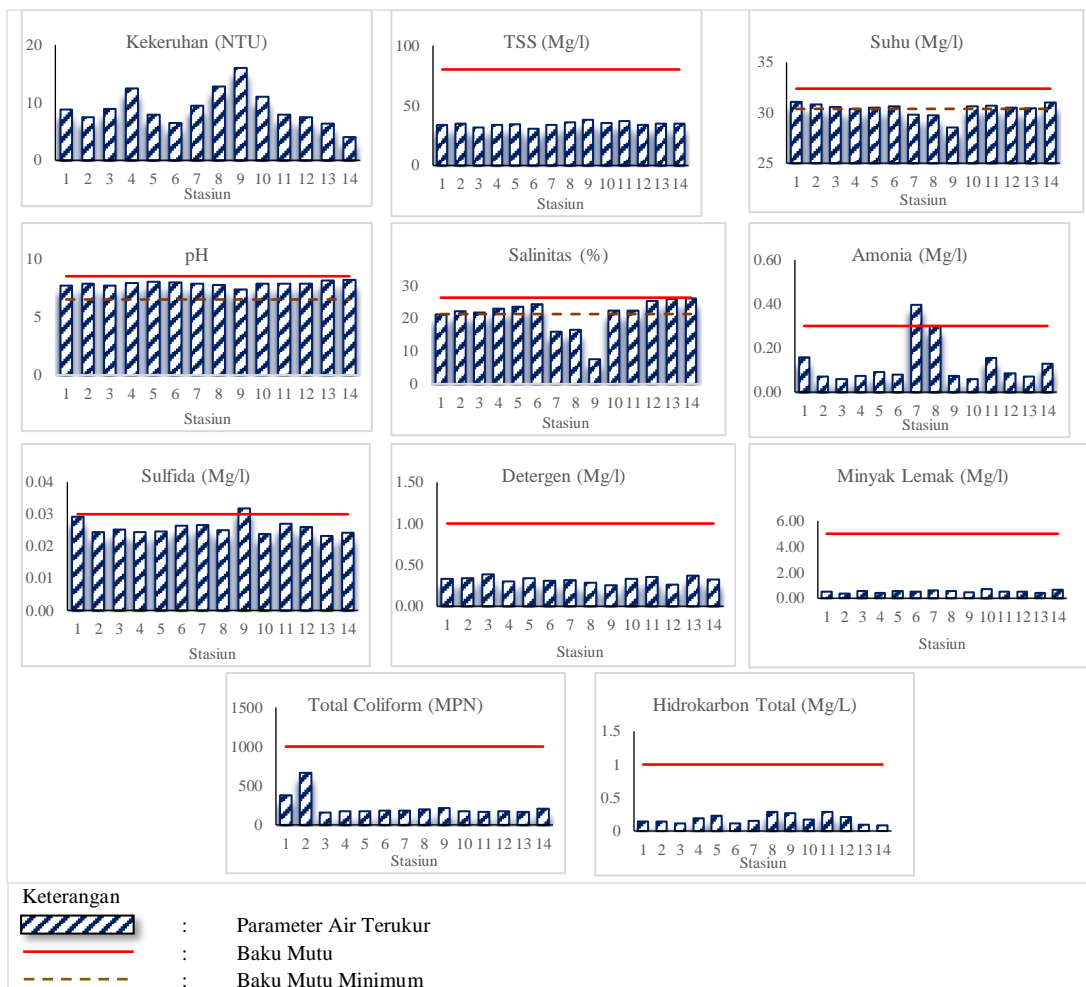 Kekeruhan (NTU)
20
10
0
1 2 3 4 5 6 7 8 9 10 11 12 13 14
Stasiun
TSS (Mg/l)
100
50
0
1 2 3 4 5 6 7 8 9 10 11 12 13 14
Stasiun
Suhu (Mg/l)
35
33
30
28
25
1 2 3 4 5 6 7 8 9 10 11 12 13 14
Stasiun
pH
10
5
0
1 2 3 4 5 6 7 8 9 10 11 12 13 14
Stasiun
Salinitas (%)
30
20
10
0
1 2 3 4 5 6 7 8 9 10 11 12 13 14
Stasiun
Amonia (Mg/l)
0.60
0.40
0.20
0.00
1 2 3 4 5 6 7 8 9 10 11 12 13 14
Stasiun
Sulfida (Mg/l)
0.04
0.03
0.02
0.01
0.00
1 2 3 4 5 6 7 8 9 10 11 12 13 14
Stasiun
Detergen (Mg/l)
1.50
1.00
0.50
0.00
1 2 3 4 5 6 7 8 9 10 11 12 13 14
Stasiun
Minyak Lemak (Mg/l)
6.00
4.00
2.00
0.00
1 2 3 4 5 6 7 8 9 10 11 12 13 14
Stasiun
Total Coliform (MPN)
1500
1000
500
0
1 2 3 4 5 6 7 8 9 10 11 12 13 14
Stasiun
Hidrokarbon Total (Mg/L)
1.5
1
0.5
0
1 2 3 4 5 6 7 8 9 10 11 12 13 14
Stasiun
Keterangan
: Parameter Air Terukur
: Baku Mutu
: Baku Mutu Minimum